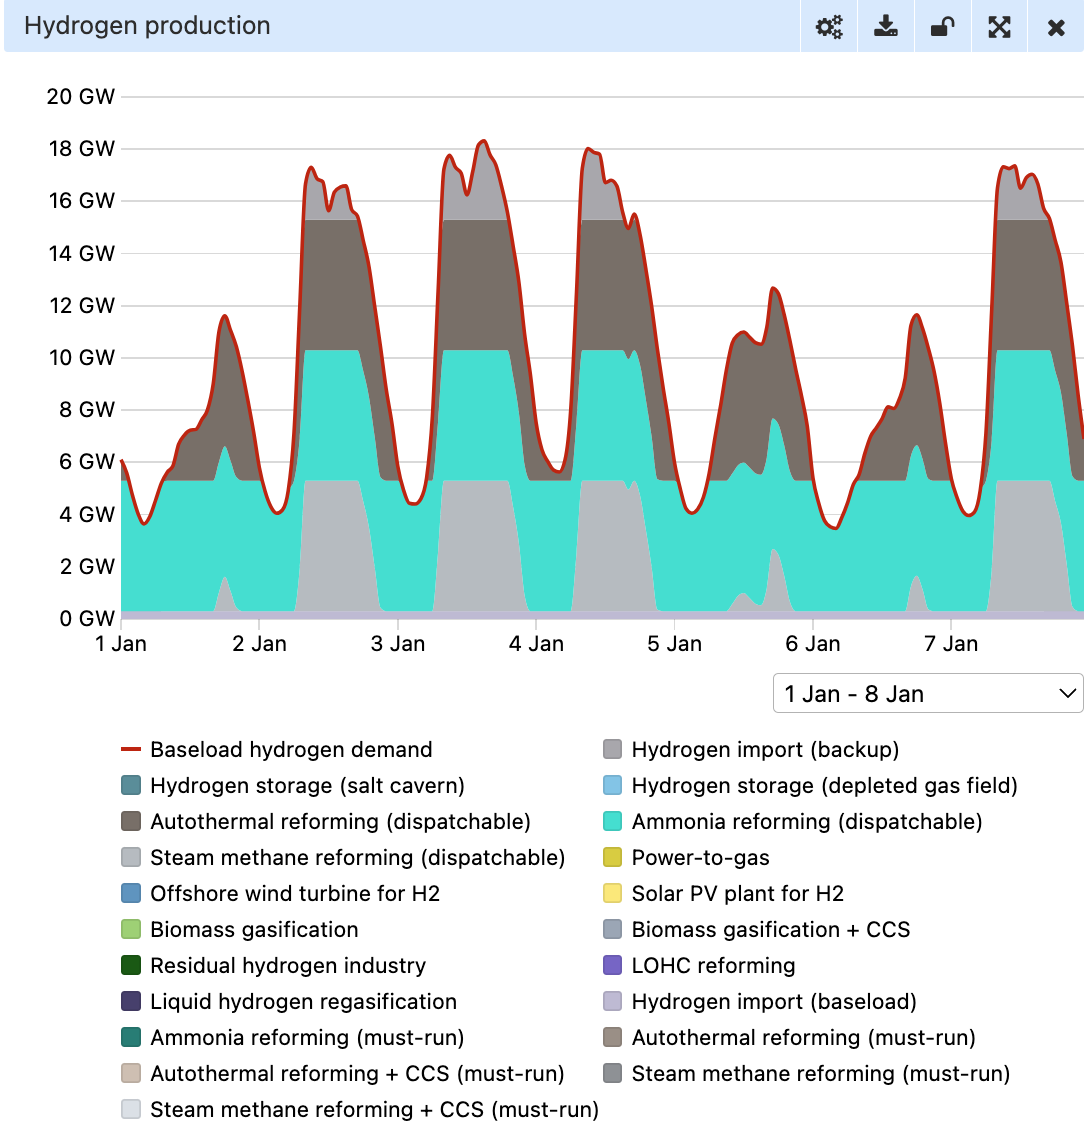 Hydrogen production
20 GW
18 GW
16 GW
14 GW
12 GW
10 GW
8 GW
6 GW
4 GW
2 GW
0 GW
1 Jan 2 Jan 3 Jan 4 Jan 5 Jan 6 Jan 7 Jan
1 Jan - 8 Jan
Baseload hydrogen demand
Hydrogen import (backup)
Hydrogen storage (salt cavern)
Hydrogen storage (depleted gas field)
Autothermal reforming (dispatchable)
Ammonia reforming (dispatchable)
Steam methane reforming (dispatchable)
Power-to-gas
Offshore wind turbine for H2
Solar PV plant for H2
Biomass gasification
Biomass gasification + CCS
Residual hydrogen industry
LOHC reforming
Liquid hydrogen regasification
Hydrogen import (baseload)
Ammonia reforming (must-run)
Autothermal reforming (must-run)
Autothermal reforming + CCS (must-run)
Steam methane reforming (must-run)
Steam methane reforming + CCS (must-run)